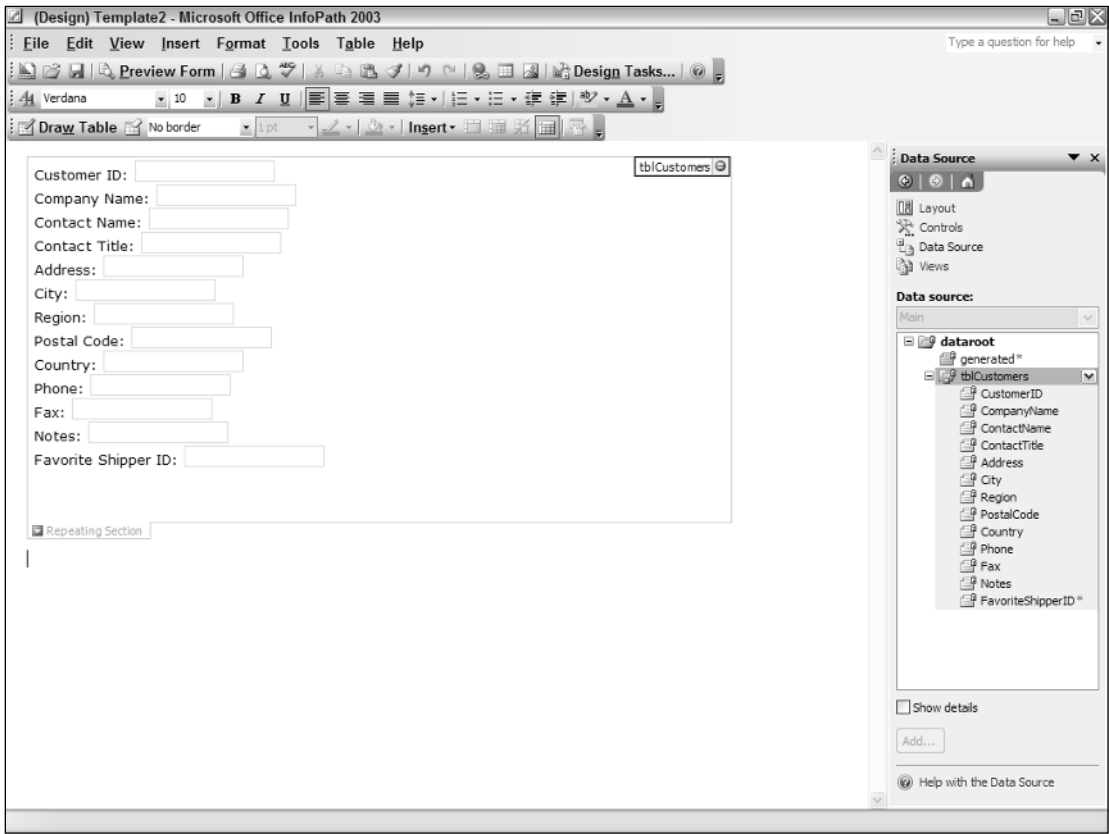 (Design) Template2 - Microsoft Office InfoPath 2003
File Edit View Insert Format Tools Table Help
Type a question for help
Preview Form
Design Tasks...
Verdana 10 B I U
Draw Table No border 1 pt Insert
Customer ID:
tblCustomers
Company Name:
Contact Name:
Contact Title:
Address:
City:
Region:
Postal Code:
Country:
Phone:
Fax:
Notes:
Favorite Shipper ID:
Repeating Section
Data Source
Layout
Controls
Data Source
Views
Data source:
Main
dataroot
generated*
tblCustomers
CustomerID
CompanyName
ContactName
ContactTitle
Address
City
Region
PostalCode
Country
Phone
Fax
Notes
FavoriteShipperID*
Show details
Add...
Help with the Data Source